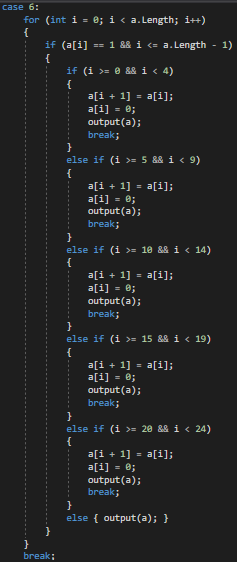 case 6:
for (int i = 0; i < a.Length; i++)
{
if (a[i] == 1 && i <= a.Length - 1)
{
if (i >= 0 && i < 4)
{
a[i + 1] = a[i];
a[i] = 0;
output(a);
break;
}
else if (i >= 5 && i < 9)
{
a[i + 1] = a[i];
a[i] = 0;
output(a);
break;
}
else if (i >= 10 && i < 14)
{
a[i + 1] = a[i];
a[i] = 0;
output(a);
break;
}
else if (i >= 15 && i < 19)
{
a[i + 1] = a[i];
a[i] = 0;
output(a);
break;
}
else if (i >= 20 && i < 24)
{
a[i + 1] = a[i];
a[i] = 0;
output(a);
break;
}
else { output(a); }
}
}
break;